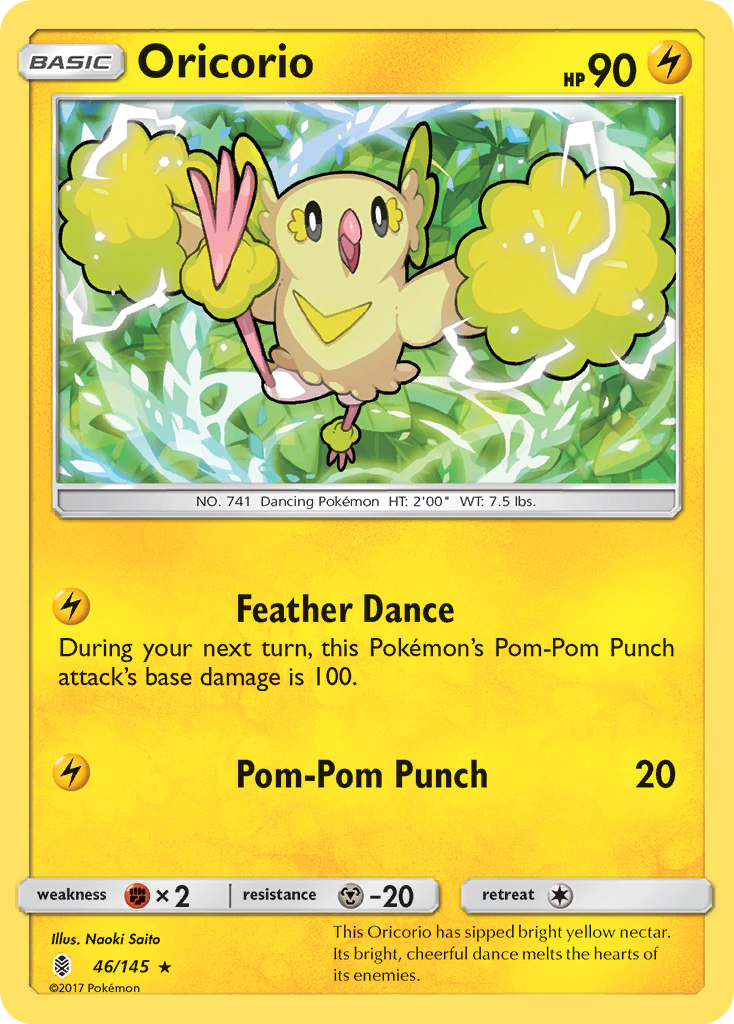 BASIC Oricorio HP 90
NO. 741 Dancing Pokémon HT: 2'00" WT: 7.5 lbs.
Feather Dance
During your next turn, this Pokémon's Pom-Pom Punch
attack's base damage is 100.
Pom-Pom Punch 20
weakness × 2 resistance -20 retreat
Illus. Naoki Saito
46/145 ★
©2017 Pokémon
This Oricorio has sipped bright yellow nectar.
Its bright, cheerful dance melts the hearts of
its enemies.